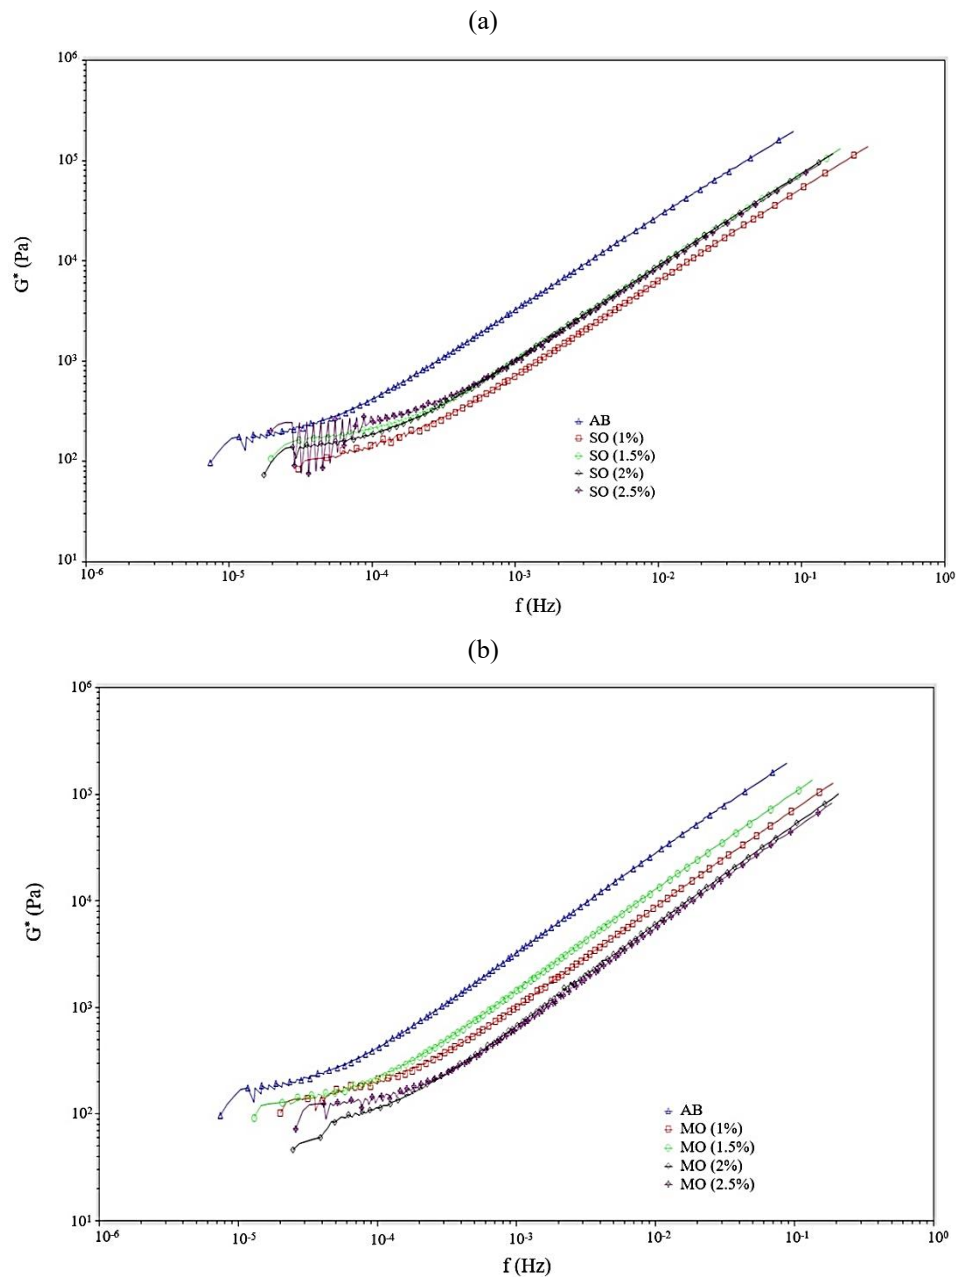 (a)
10⁶
10⁵
10⁴
10³
10²
10¹
G* (Pa)
AB
SO (1%)
SO (1.5%)
SO (2%)
SO (2.5%)
10⁻⁶ 10⁻⁵ 10⁻⁴ 10⁻³ 10⁻² 10⁻¹ 10⁰
f (Hz)
(b)
10⁶
10⁵
10⁴
10³
10²
10¹
G* (Pa)
AB
MO (1%)
MO (1.5%)
MO (2%)
MO (2.5%)
10⁻⁶ 10⁻⁵ 10⁻⁴ 10⁻³ 10⁻² 10⁻¹ 10⁰
f (Hz)